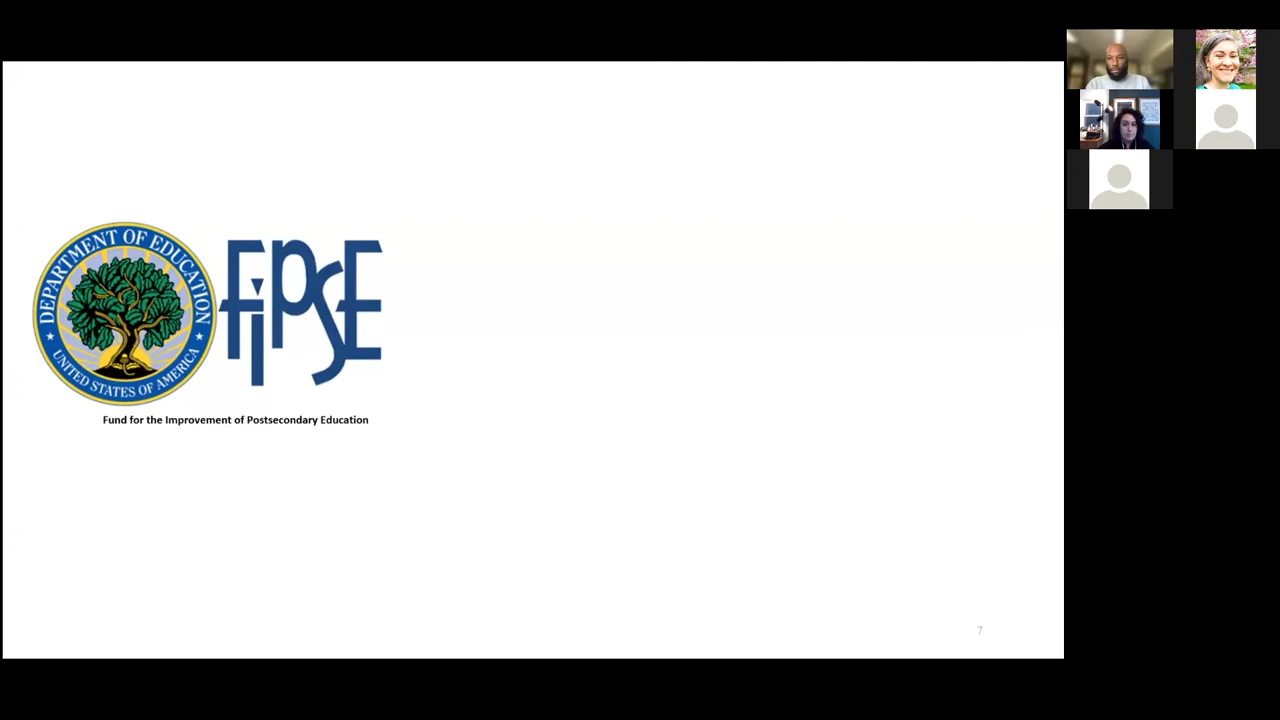 DEPARTMENT OF EDUCATION
UNITED STATES OF AMERICA
FiPSE
Fund for the Improvement of Postsecondary Education
7